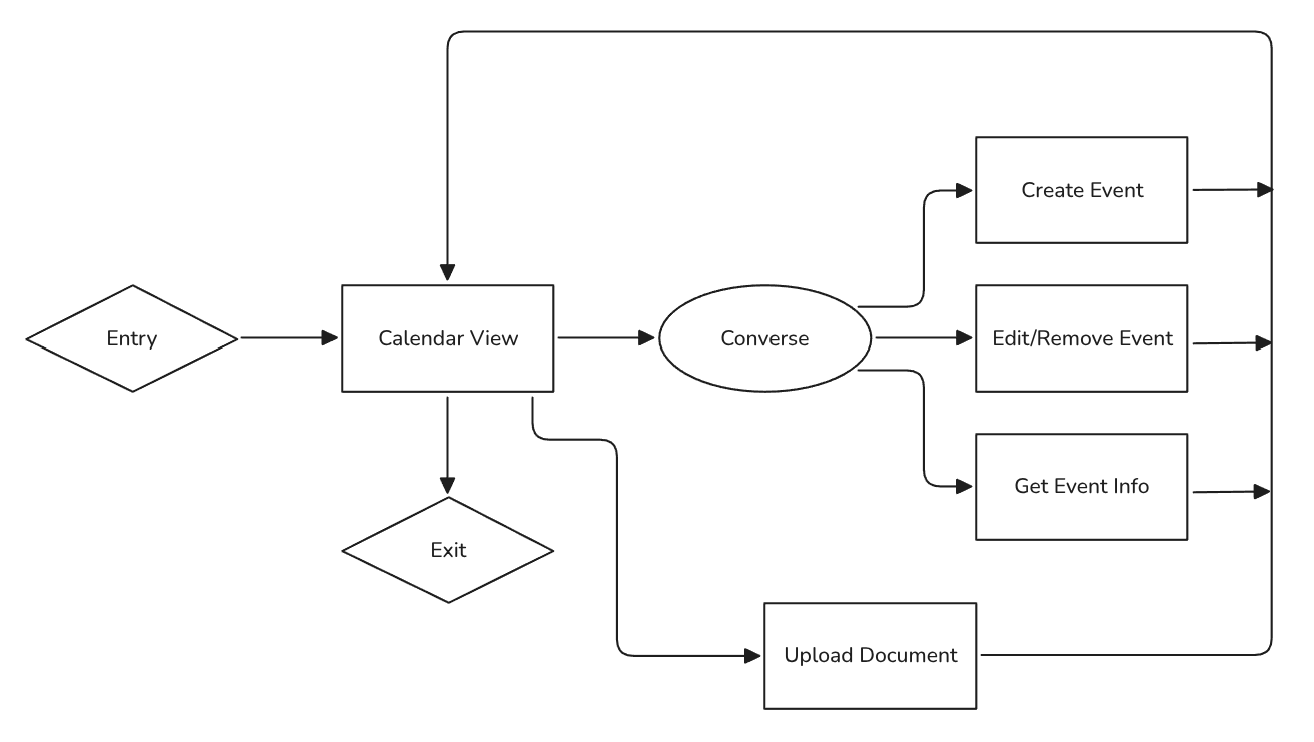 Create Event
Entry
Calendar View
Converse
Edit/Remove Event
Get Event Info
Exit
Upload Document